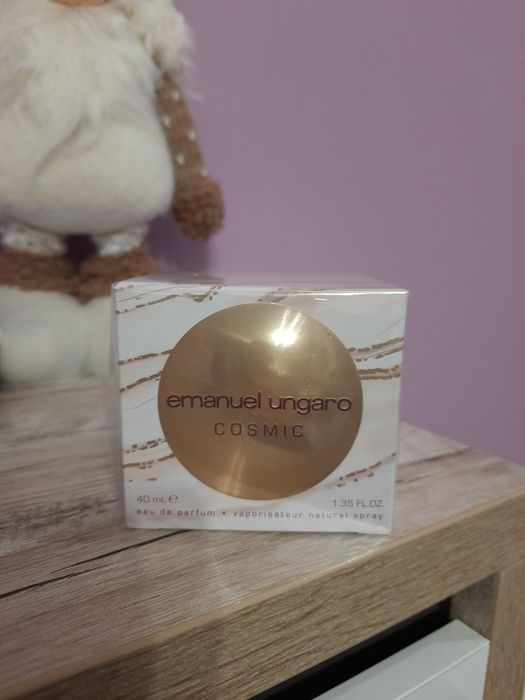 emanuel ungaro
COSMIC
40 mL ℮ 1.35 FL.OZ
eau de parfum • vaporisateur natural spray